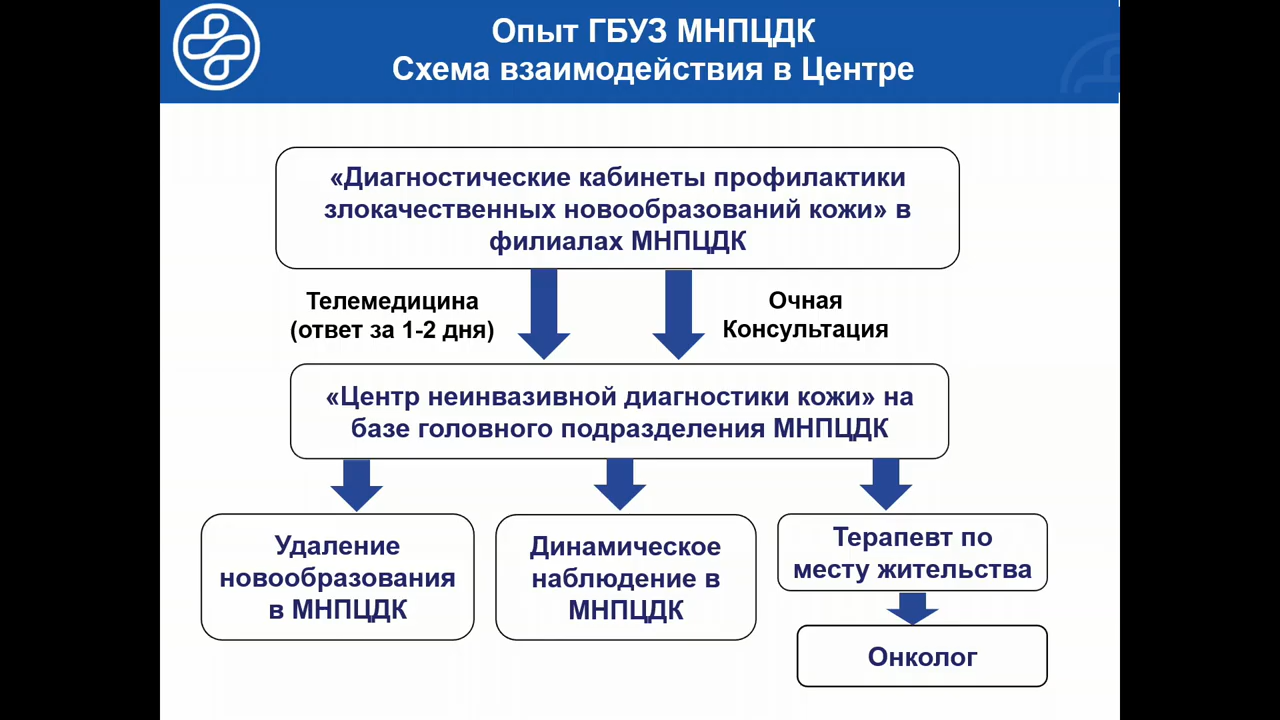 Опыт ГБУЗ МНПЦДК
Схема взаимодействия в Центре
«Диагностические кабинеты профилактики
злокачественных новообразований кожи» в
филиалах МНПЦДК
Телемедицина
(ответ за 1-2 дня)
Очная
Консультация
«Центр неинвазивной диагностики кожи» на
базе головного подразделения МНПЦДК
Удаление
новообразования
в МНПЦДК
Динамическое
наблюдение в
МНПЦДК
Терапевт по
месту жительства
Онколог